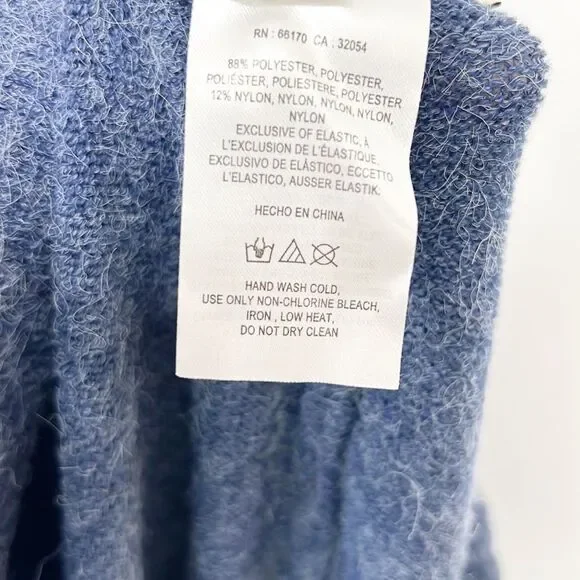 RN : 66170 CA : 32054
88% POLYESTER, POLYESTER,
POLIÉSTER, POLIESTERE, POLYESTER
12% NYLON, NYLON, NYLON, NYLON,
NYLON
EXCLUSIVE OF ELASTIC, À
L'EXCLUSION DE L'ÉLASTIQUE,
EXCLUSIVO DE ELÁSTICO, ECCETTO
L'ELASTICO, AUSSER ELASTIK.
HECHO EN CHINA
HAND WASH COLD,
USE ONLY NON-CHLORINE BLEACH,
IRON , LOW HEAT,
DO NOT DRY CLEAN